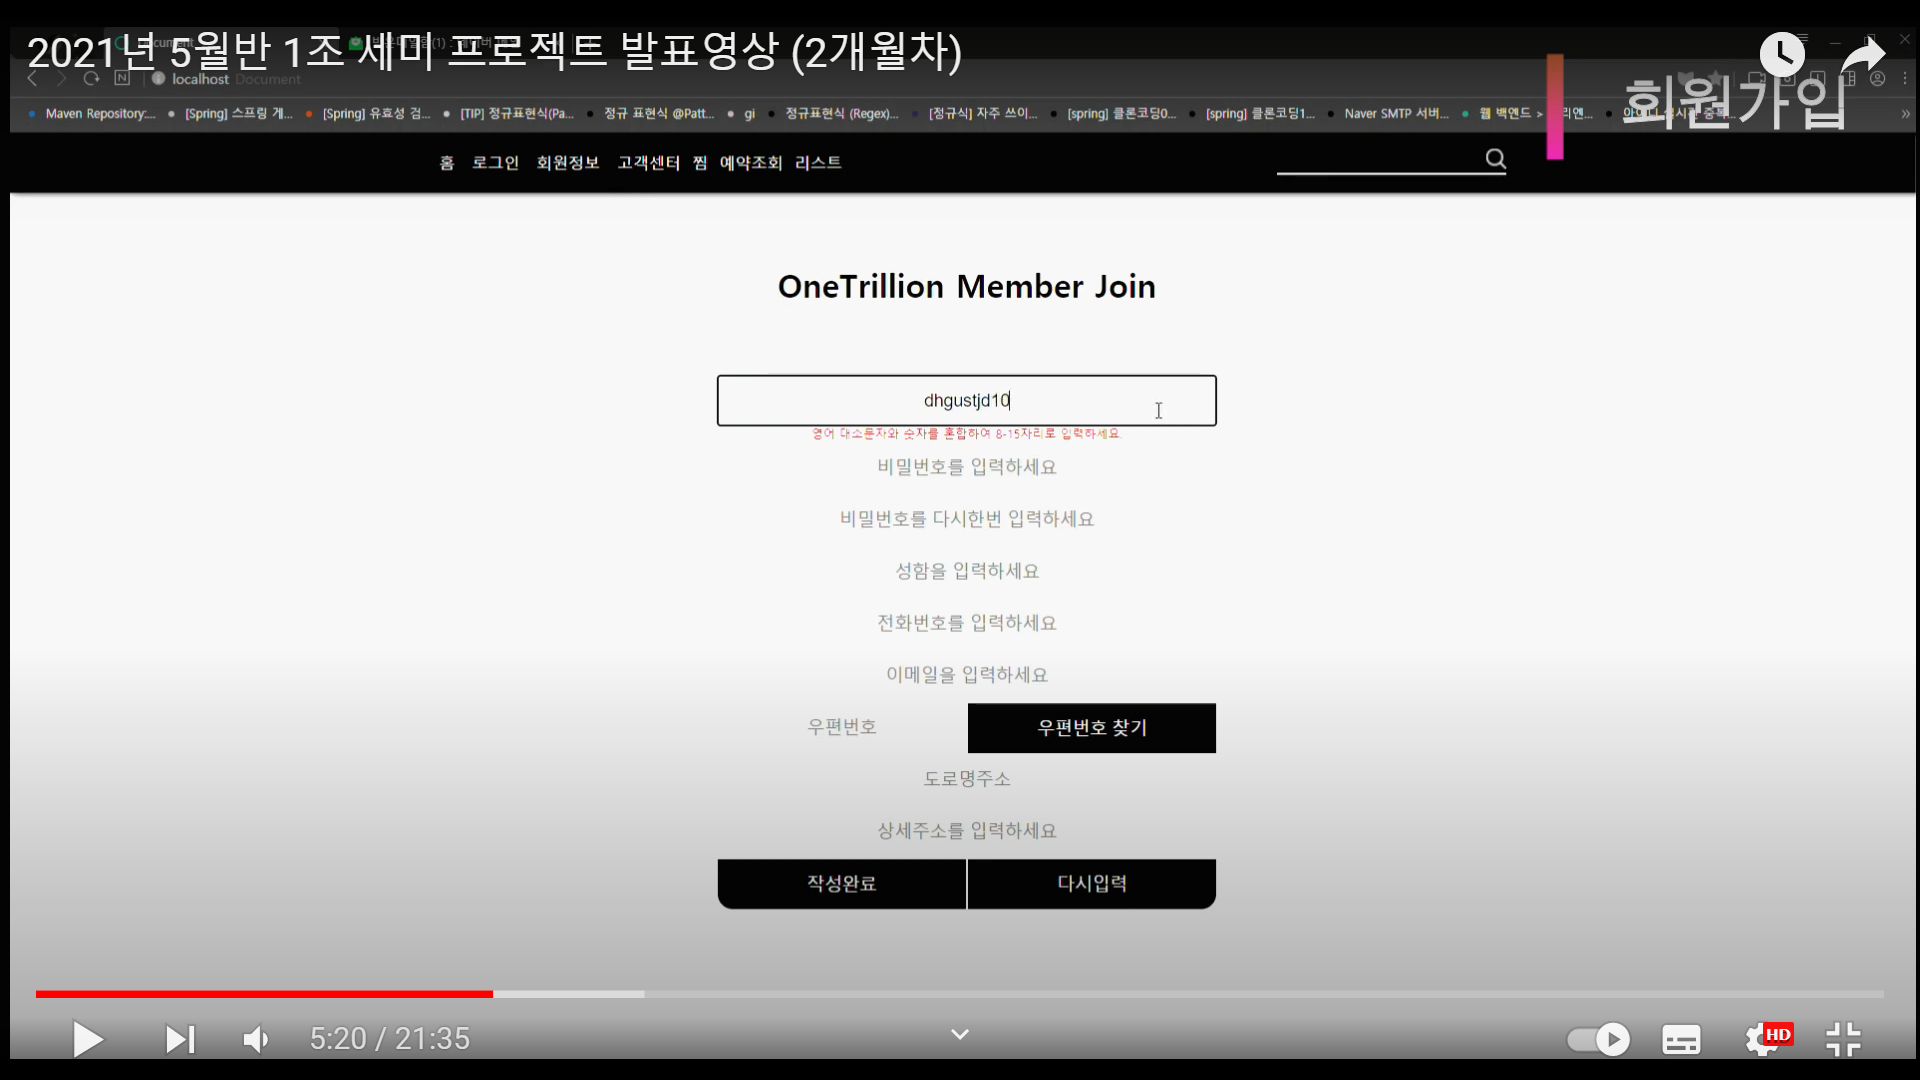 2021년 5월반 1조 세미 프로젝트 발표영상 (2개월차)
localhost Document
Maven Repository:... [Spring] 스프링 게... [Spring] 유효성 검... [TIP] 정규표현식(Pa... 정규 표현식 @Patt... gi 정규표현식 (Regex)... [정규식] 자주 쓰이... [spring] 클론코딩0... [spring] 클론코딩1... Naver SMTP 서버... 웹 백엔드 >
회원가입
홈 로그인 회원정보 고객센터 찜 예약조회 리스트
OneTrillion Member Join
dhgustjd10
영어 대소문자와 숫자를 혼합하여 8-15자리로 입력하세요.
비밀번호를 입력하세요
비밀번호를 다시한번 입력하세요
성함을 입력하세요
전화번호를 입력하세요
이메일을 입력하세요
우편번호 우편번호 찾기
도로명주소
상세주소를 입력하세요
작성완료 다시입력
5:20 / 21:35
HD